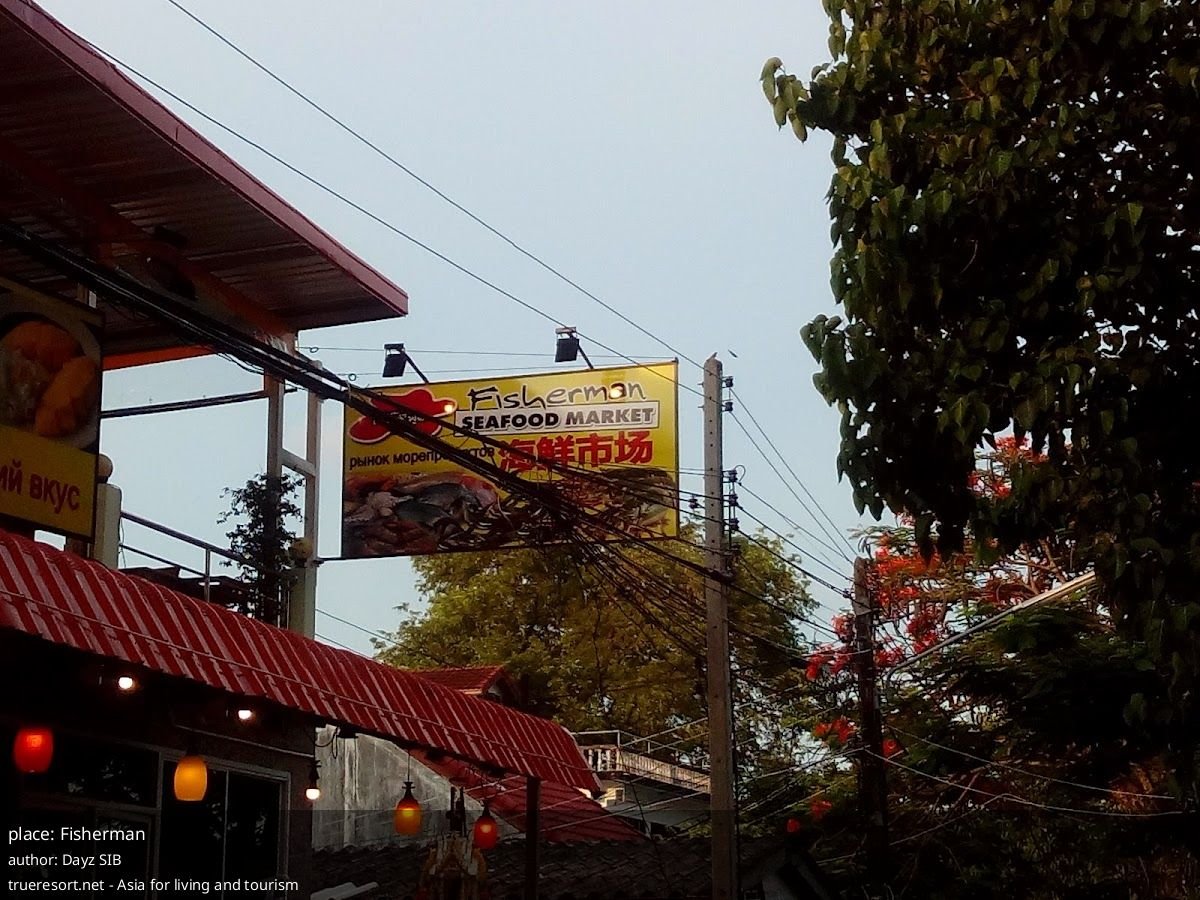 Fisherman
SEAFOOD MARKET
рынок морепродуктов
海鲜市场
ий вкус
place: Fisherman
author: Dayz SIB
trueresort.net - Asia for living and tourism